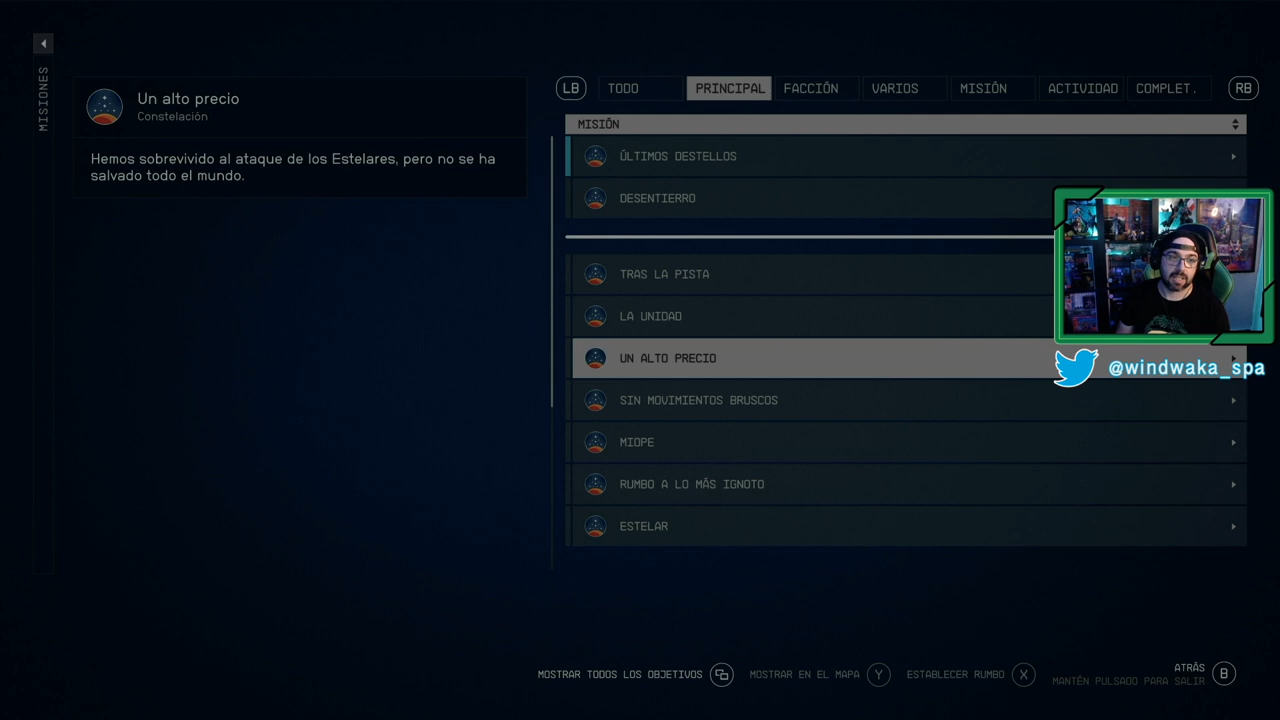 MISIONES
Un alto precio
Constelación
Hemos sobrevivido al ataque de los Estelares, pero no se ha
salvado todo el mundo.
LB TODO PRINCIPAL FACCIÓN VARIOS MISIÓN ACTIVIDAD COMPLET. RB
MISIÓN
ÚLTIMOS DESTELLOS
DESENTIERRO
TRAS LA PISTA
LA UNIDAD
UN ALTO PRECIO
@windwaka_spa
SIN MOVIMIENTOS BRUSCOS
MIOPE
RUMBO A LO MÁS IGNOTO
ESTELAR
MOSTRAR TODOS LOS OBJETIVOS MOSTRAR EN EL MAPA Y ESTABLECER RUMBO X ATRÁS B
MANTÉN PULSADO PARA SALIR